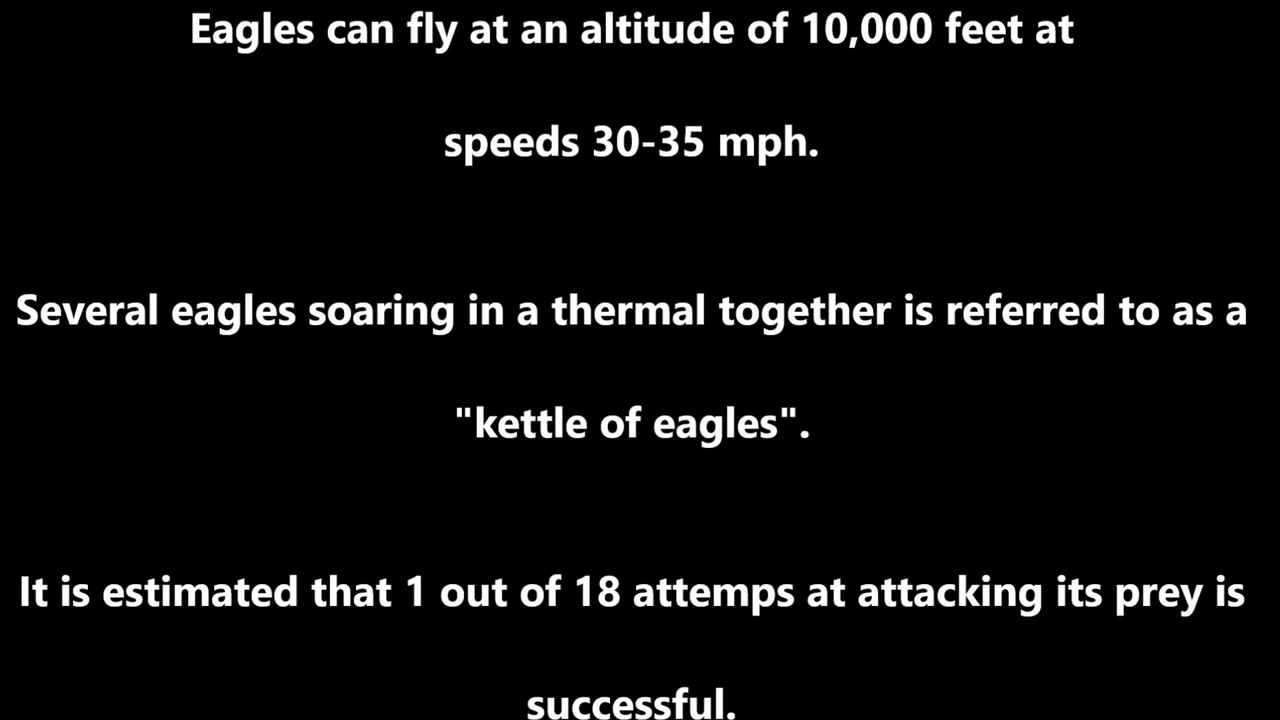 Eagles can fly at an altitude of 10,000 feet at
speeds 30-35 mph.
Several eagles soaring in a thermal together is referred to as a
"kettle of eagles".
It is estimated that 1 out of 18 attemps at attacking its prey is
successful.